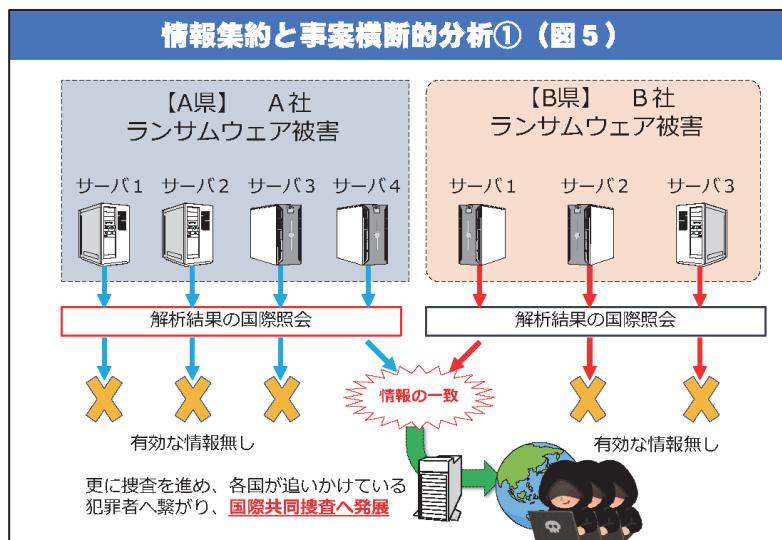 情報集約と事案横断的分析①（図５）
【A県】　A社
ランサムウェア被害
サーバ1
サーバ2
サーバ3
サーバ4
【B県】　B社
ランサムウェア被害
サーバ1
サーバ2
サーバ3
解析結果の国際照会
解析結果の国際照会
情報の一致
有効な情報無し
有効な情報無し
更に捜査を進め、各国が追いかけている
犯罪者へ繋がり、国際共同捜査へ発展